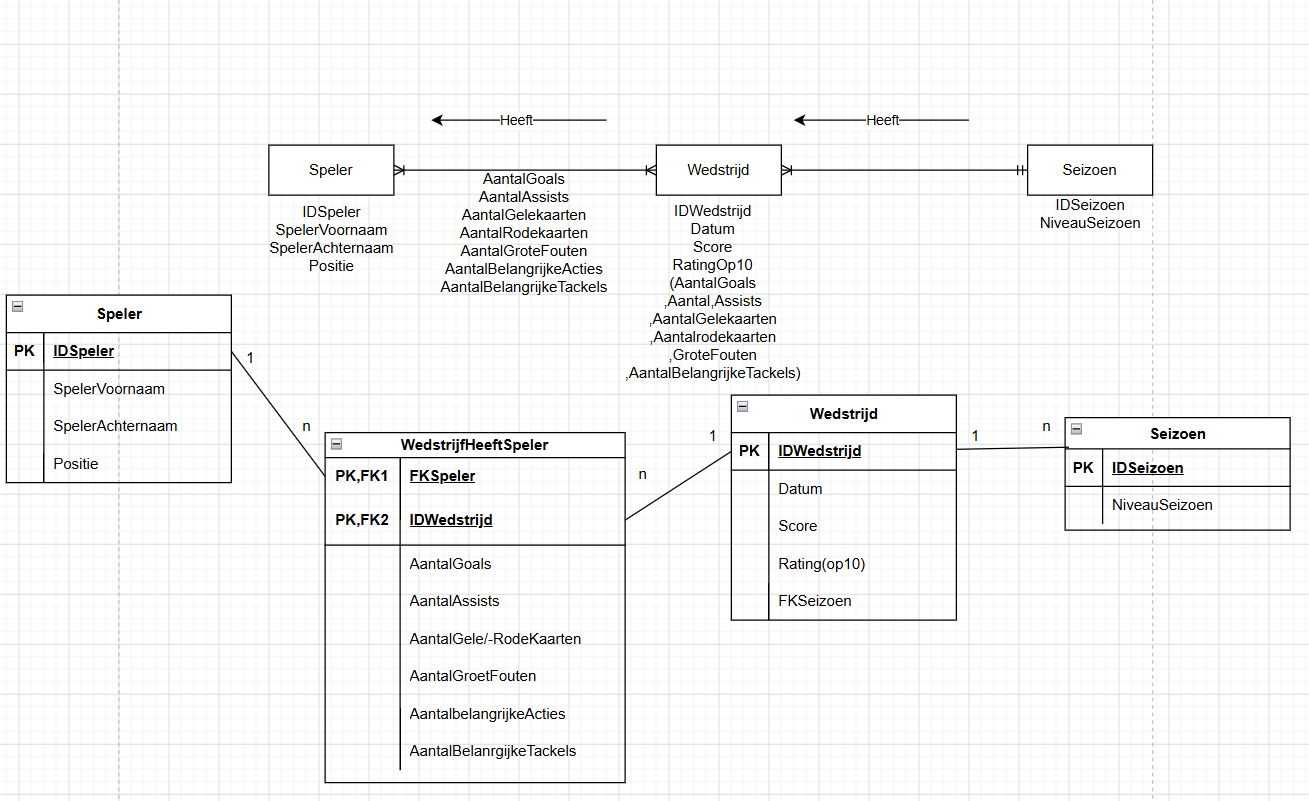 Heeft
Heeft
Speler
Wedstrijd
Seizoen
IDSpeler
SpelerVoornaam
SpelerAchternaam
Positie
AantalGoals
AantalAssists
AantalGelekaarten
AantalRodekaarten
AantalGroteFouten
AantalBelangrijkeActies
AantalBelangrijkeTackels
IDWedstrijd
Datum
Score
RatingOp10
(AantalGoals
,Aantal,Assists
,AantalGelekaarten
,Aantalrodekaarten
,GroteFouten
,AantalBelangrijkeTackels)
IDSeizoen
NiveauSeizoen
Speler
PK IDSpeler
SpelerVoornaam
SpelerAchternaam
Positie
1
n
WedstrijfHeeftSpeler
PK,FK1 FKSpeler
PK,FK2 IDWedstrijd
AantalGoals
AantalAssists
AantalGele/-RodeKaarten
AantalGroetFouten
AantalbelangrijkeActies
AantalBelanrgijkeTackels
n
1
Wedstrijd
PK IDWedstrijd
Datum
Score
Rating(op10)
FKSeizoen
1
n
Seizoen
PK IDSeizoen
NiveauSeizoen